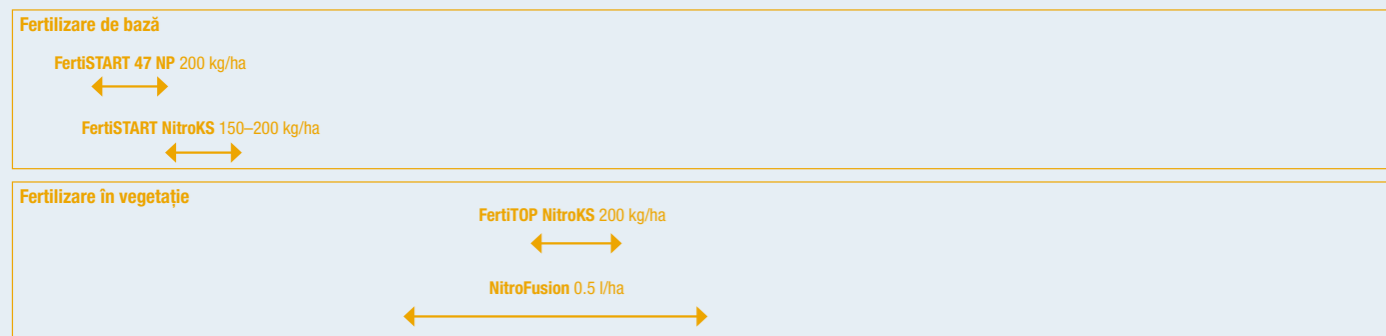 Fertilizare de bază
FertiSTART 47 NP 200 kg/ha
FertiSTART NitroKS 150–200 kg/ha
Fertilizare în vegetație
FertiTOP NitroKS 200 kg/ha
NitroFusion 0.5 l/ha